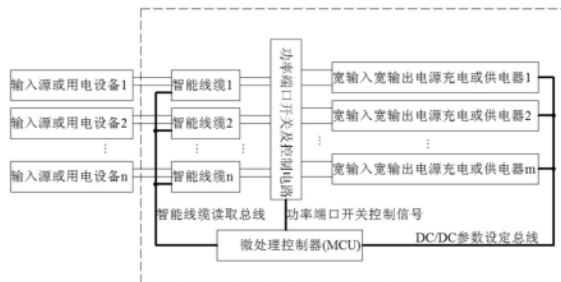 输入源或用电设备1
智能线缆1
功率端口开关及控制电路
宽输入宽输出电源充电或供电器1
输入源或用电设备2
智能线缆2
宽输入宽输出电源充电或供电器2
输入源或用电设备n
智能线缆n
宽输入宽输出电源充电或供电器m
智能线缆读取总线
功率端口开关控制信号
微处理控制器(MCU)
DC/DC参数设定总线